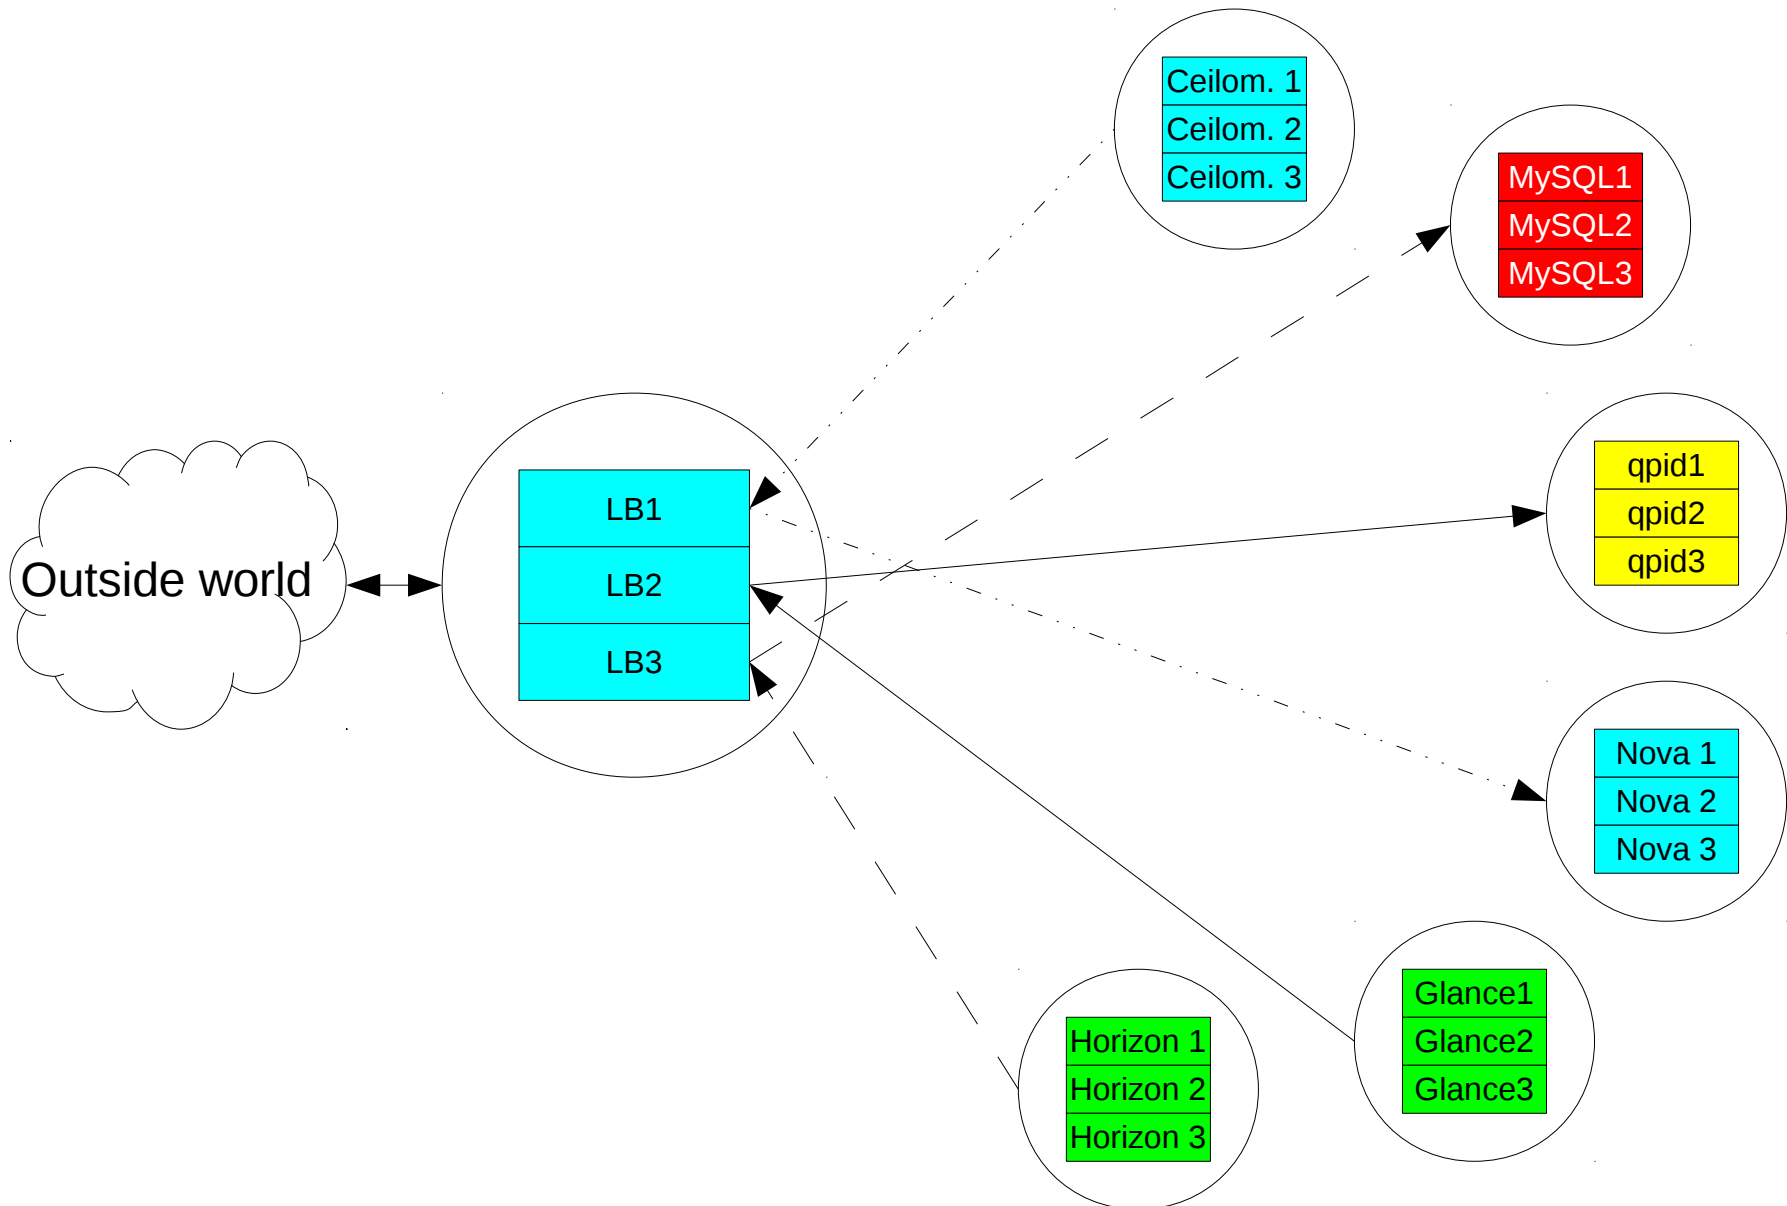 Ceilom. 1
Ceilom. 2
Ceilom. 3
MySQL1
MySQL2
MySQL3
Outside world
LB1
LB2
LB3
qpid1
qpid2
qpid3
Nova 1
Nova 2
Nova 3
Glance1
Glance2
Glance3
Horizon 1
Horizon 2
Horizon 3